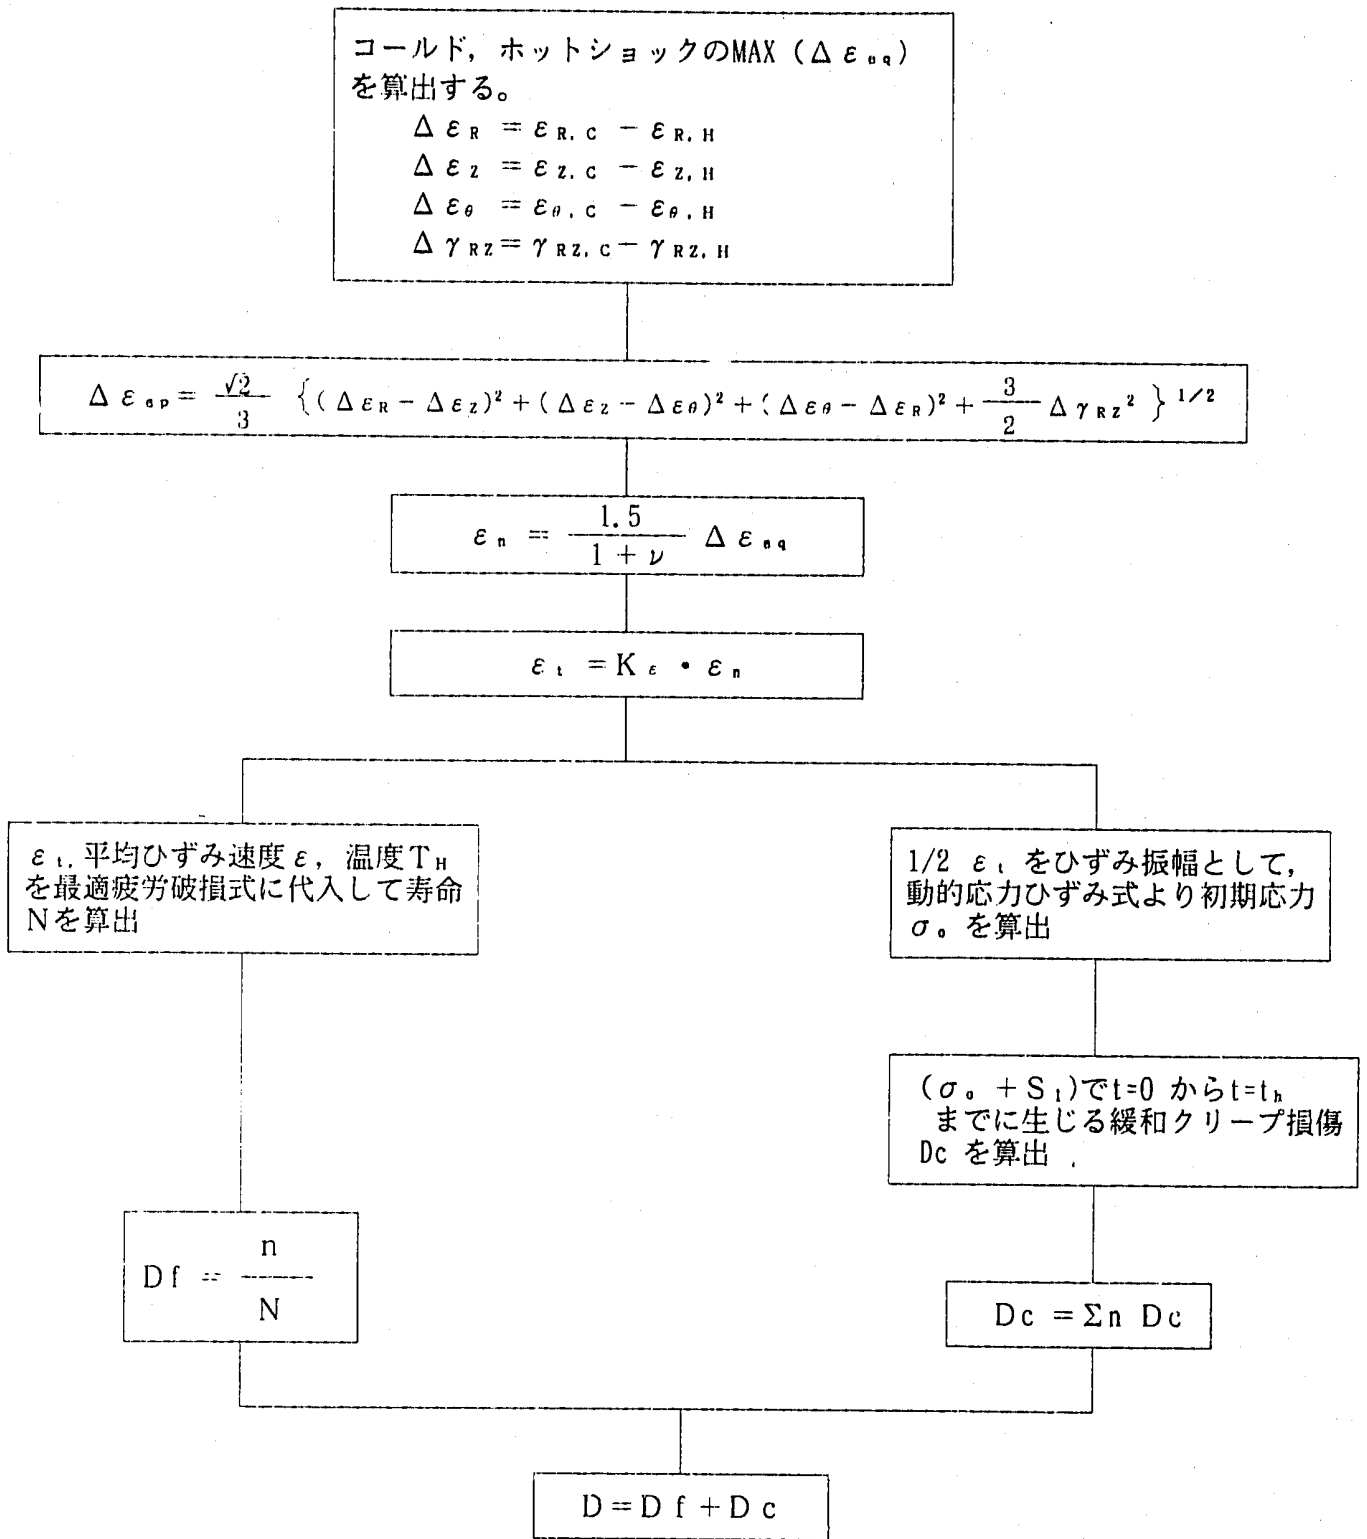 コールド，ホットショックのMAX（Δε_eq）
を算出する。
Δε_R ＝ε_R,C －ε_R,H
Δε_Z ＝ε_Z,C －ε_Z,H
Δε_θ ＝ε_θ,C －ε_θ,H
Δγ_RZ＝γ_RZ,C－γ_RZ,H
Δε_ep＝ √2/3 {(Δε_R－Δε_Z)²＋(Δε_Z－Δε_θ)²＋(Δε_θ－Δε_R)²＋3/2 Δγ_RZ²}^1/2
ε_n ＝ 1.5/(1＋ν) Δε_eq
ε_t ＝K_ε・ε_n
ε_t, 平均ひずみ速度ε，温度T_H
を最適疲労破損式に代入して寿命
Nを算出
1/2 ε_t をひずみ振幅として，
動的応力ひずみ式より初期応力
σ_o を算出
(σ_o ＋S_t)でt=0 からt=t_h
までに生じる緩和クリープ損傷
Dc を算出
Df ＝ n/N
Dc ＝Σn Dc
D＝Df＋Dc